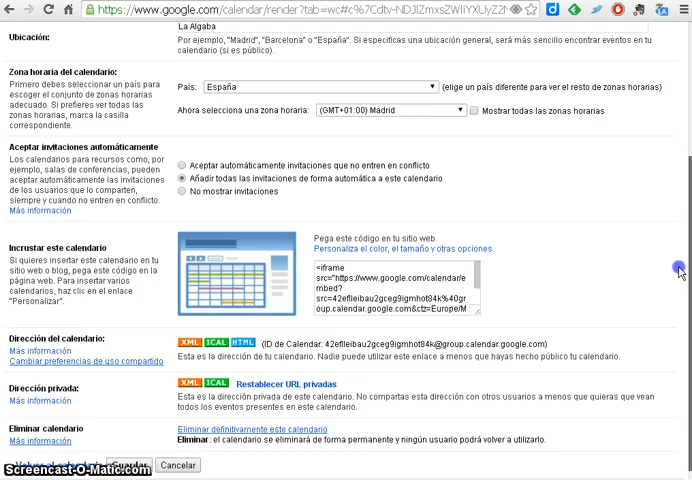 https://www.google.com/calendar/render?tab=wc#c%7Cdtv-NDJlZmxsZWliYXUyZ2N
La Algaba
Ubicación:
Por ejemplo, "Madrid", "Barcelona" o "España". Si especificas una ubicación general, será más sencillo encontrar eventos en tu
calendario (si es público).
Zona horaria del calendario:
Primero debes seleccionar un país para
escoger el conjunto de zonas horarias
adecuado. Si prefieres ver todas las
zonas horarias, marca la casilla
correspondiente.
País: España (elige un país diferente para ver el resto de zonas horarias)
Ahora selecciona una zona horaria: (GMT+01:00) Madrid Mostrar todas las zonas horarias
Aceptar invitaciones automáticamente
Los calendarios para recursos como, por
ejemplo, salas de conferencias, pueden
aceptar automáticamente las invitaciones
de los usuarios que lo comparten,
siempre y cuando no entren en conflicto.
Más información
Aceptar automáticamente invitaciones que no entren en conflicto
Añadir todas las invitaciones de forma automática a este calendario
No mostrar invitaciones
Incrustar este calendario
Si quieres insertar este calendario en tu
sitio web o blog, pega este código en la
página web. Para insertar varios
calendarios, haz clic en el enlace
"Personalizar".
Pega este código en tu sitio web.
Personaliza el color, el tamaño y otras opciones.
<iframe
src="https://www.google.com/calendar/e
mbed?
src=42eflleibau2gceg9igmhot84k%40gr
oup.calendar.google.com&ctz=Europe/M
Dirección del calendario:
Más información
Cambiar preferencias de uso compartido
XML ICAL HTML (ID de Calendar: 42eflleibau2gceg9igmhot84k@group.calendar.google.com)
Esta es la dirección de tu calendario. Nadie puede utilizar este enlace a menos que hayas hecho público tu calendario.
Dirección privada:
Más información
XML ICAL Restablecer URL privadas
Esta es la dirección privada de este calendario. No compartas esta dirección con otros usuarios a menos que quieras que vean
todos los eventos presentes en este calendario.
Eliminar calendario
Más información
Eliminar definitivamente este calendario
Eliminar: el calendario se eliminará de forma permanente y ningún usuario podrá volver a utilizarlo.
Guardar Cancelar
Screencast-O-Matic.com